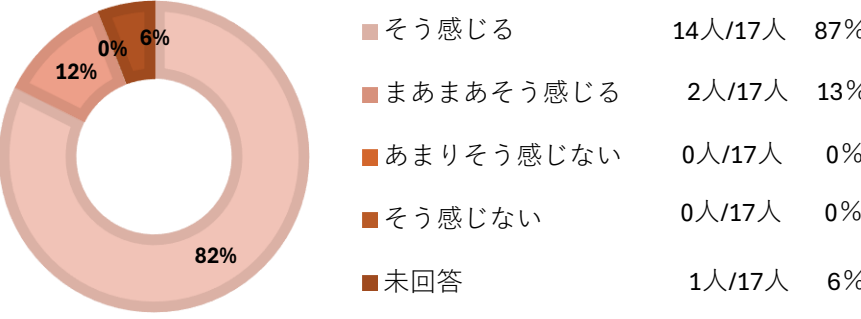 6%
0%
12%
82%
そう感じる 14人/17人 87%
まあまあそう感じる 2人/17人 13%
あまりそう感じない 0人/17人 0%
そう感じない 0人/17人 0%
未回答 1人/17人 6%